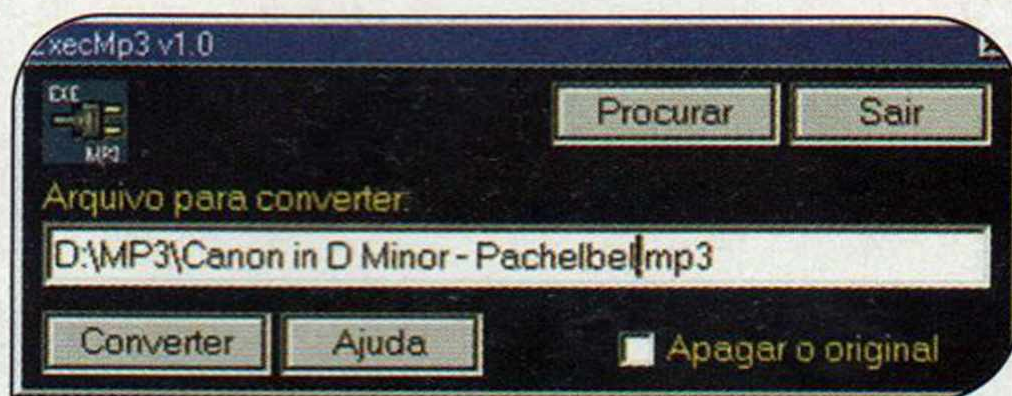 ExecMp3 v1.0
EXE
MP3
Procurar
Sair
Arquivo para converter:
D:\MP3\Canon in D Minor - Pachelbel.mp3
Converter
Ajuda
Apagar o original